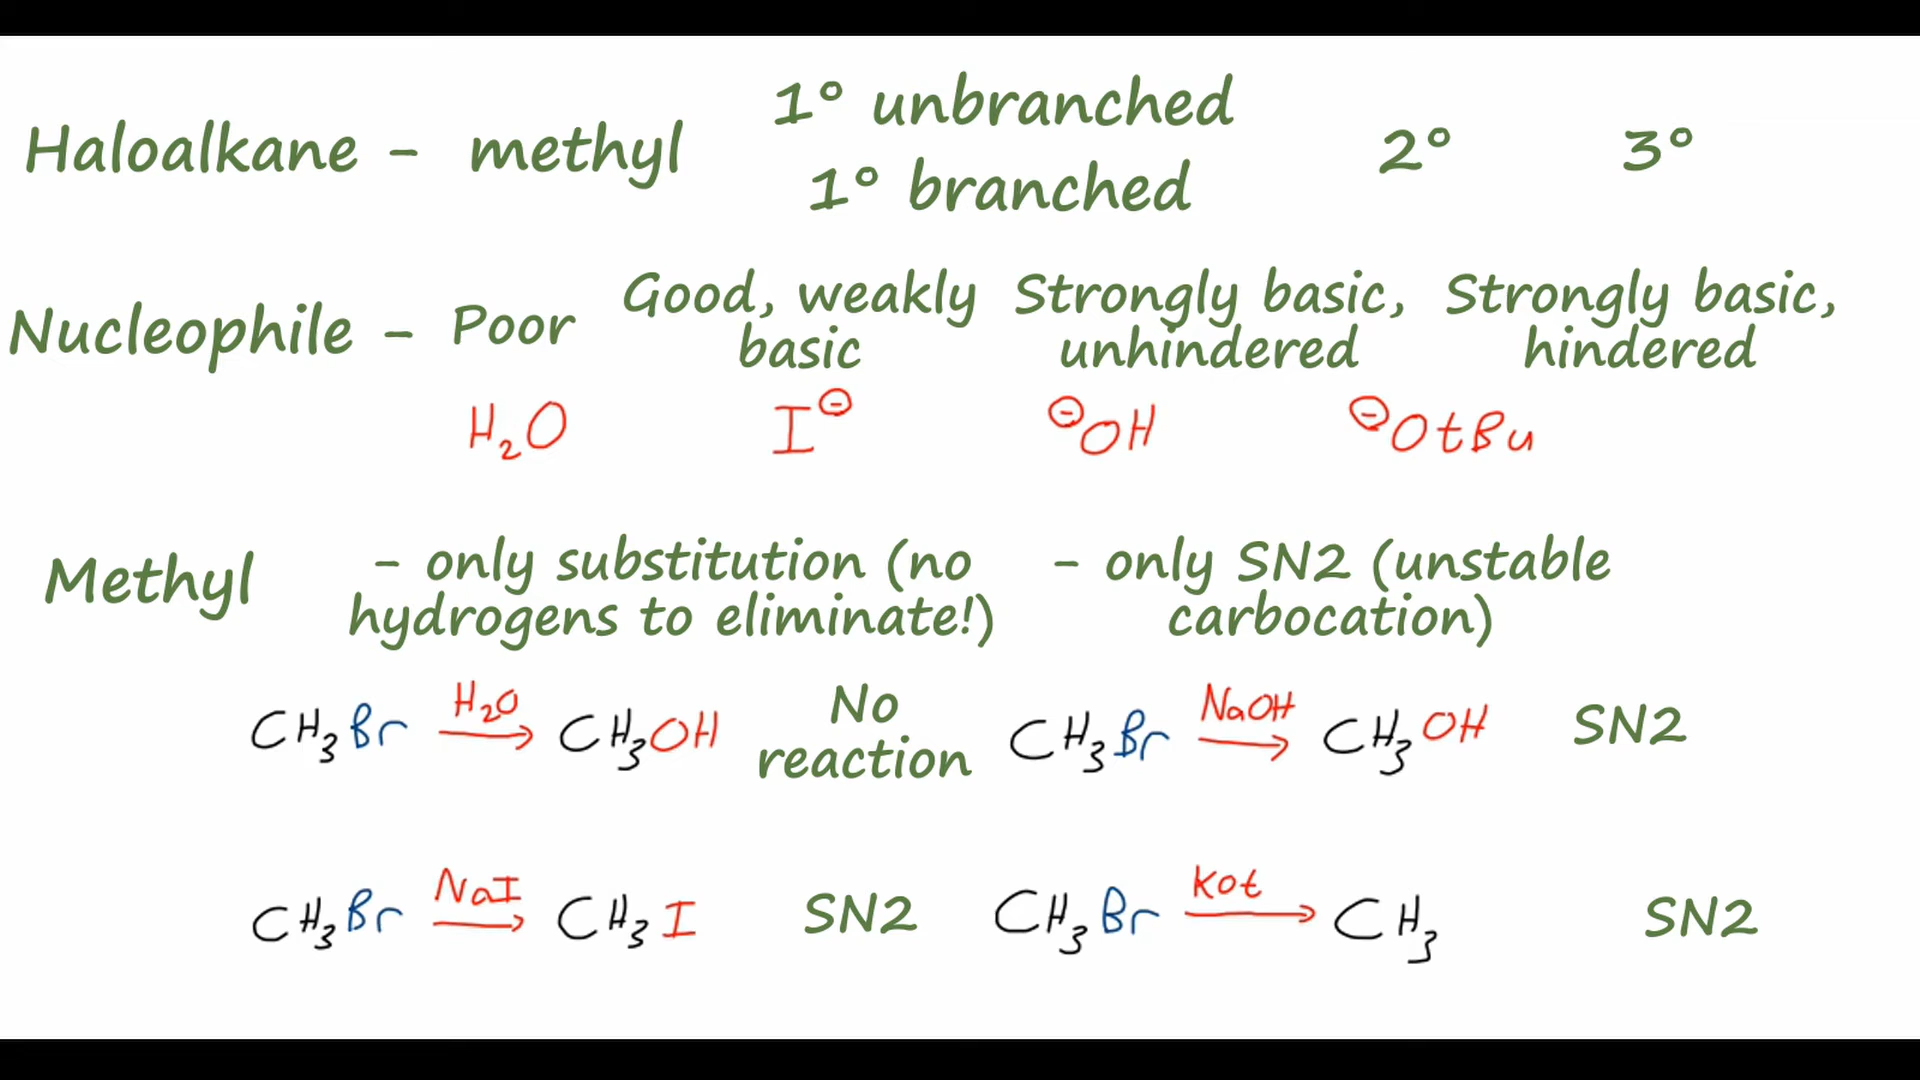 Haloalkane - methyl 1° unbranched 2° 3°
1° branched
Nucleophile - Poor Good, weakly basic Strongly basic, unhindered Strongly basic, hindered
H₂O I⊖ ⊖OH ⊖OtBu
Methyl - only substitution (no hydrogens to eliminate!) - only SN2 (unstable carbocation)
CH₃Br H₂O → CH₃OH No reaction CH₃Br NaOH → CH₃OH SN2
CH₃Br NaI → CH₃I SN2 CH₃Br KOt → CH₃ SN2